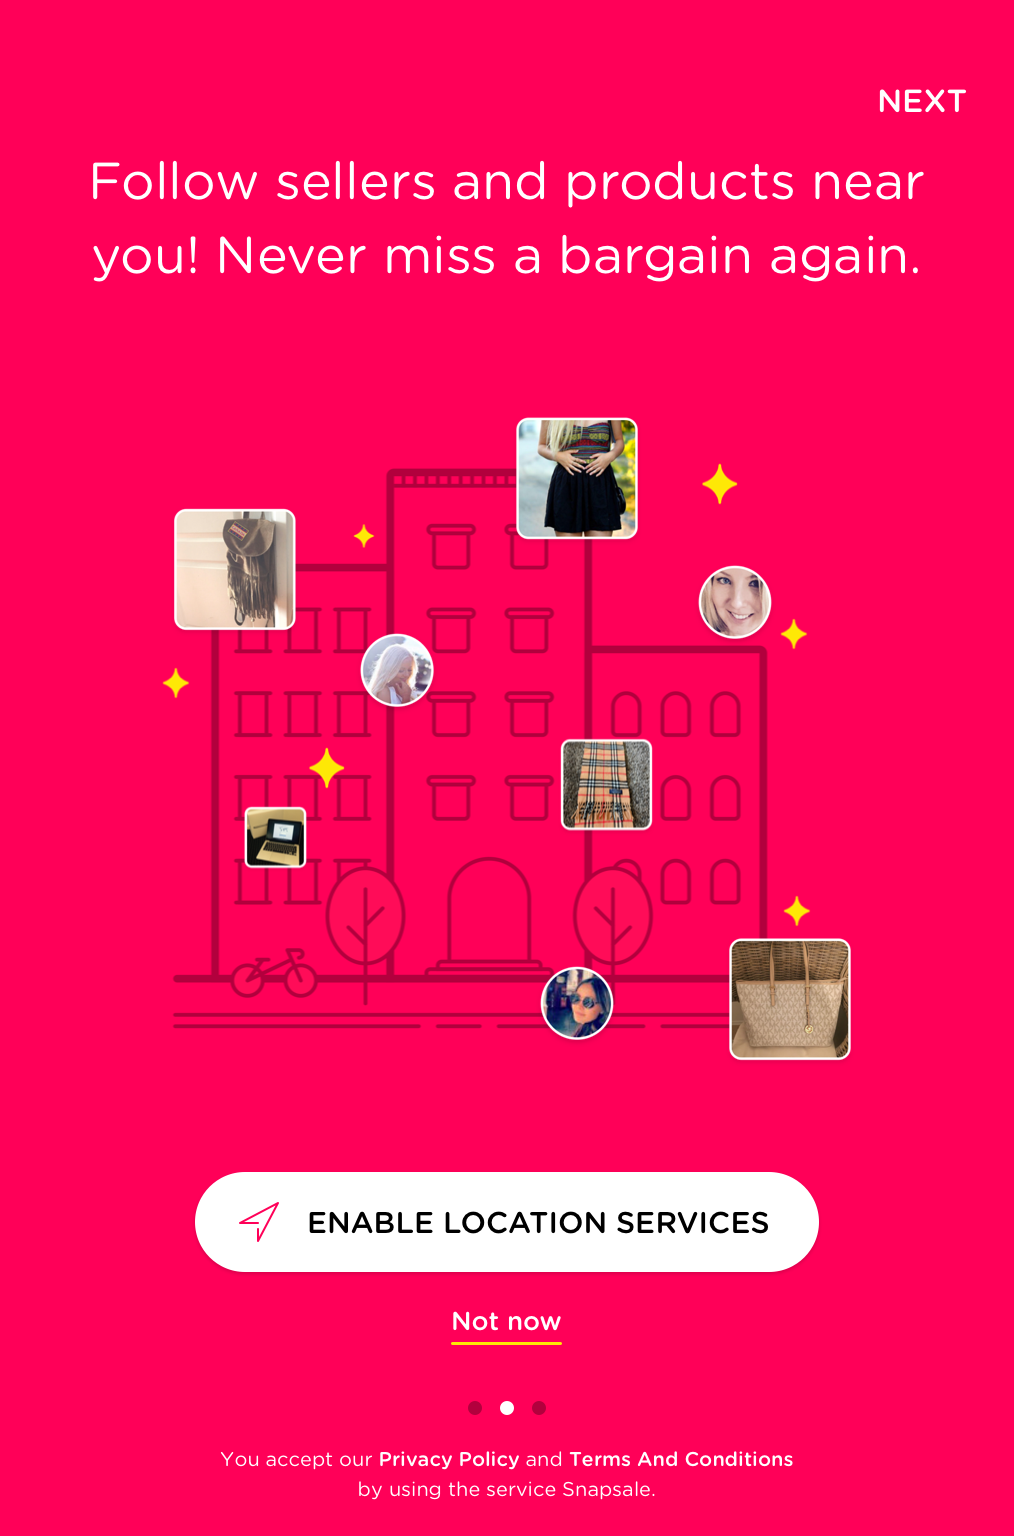 NEXT
Follow sellers and products near
you! Never miss a bargain again.
ENABLE LOCATION SERVICES
Not now
You accept our Privacy Policy and Terms And Conditions
by using the service Snapsale.